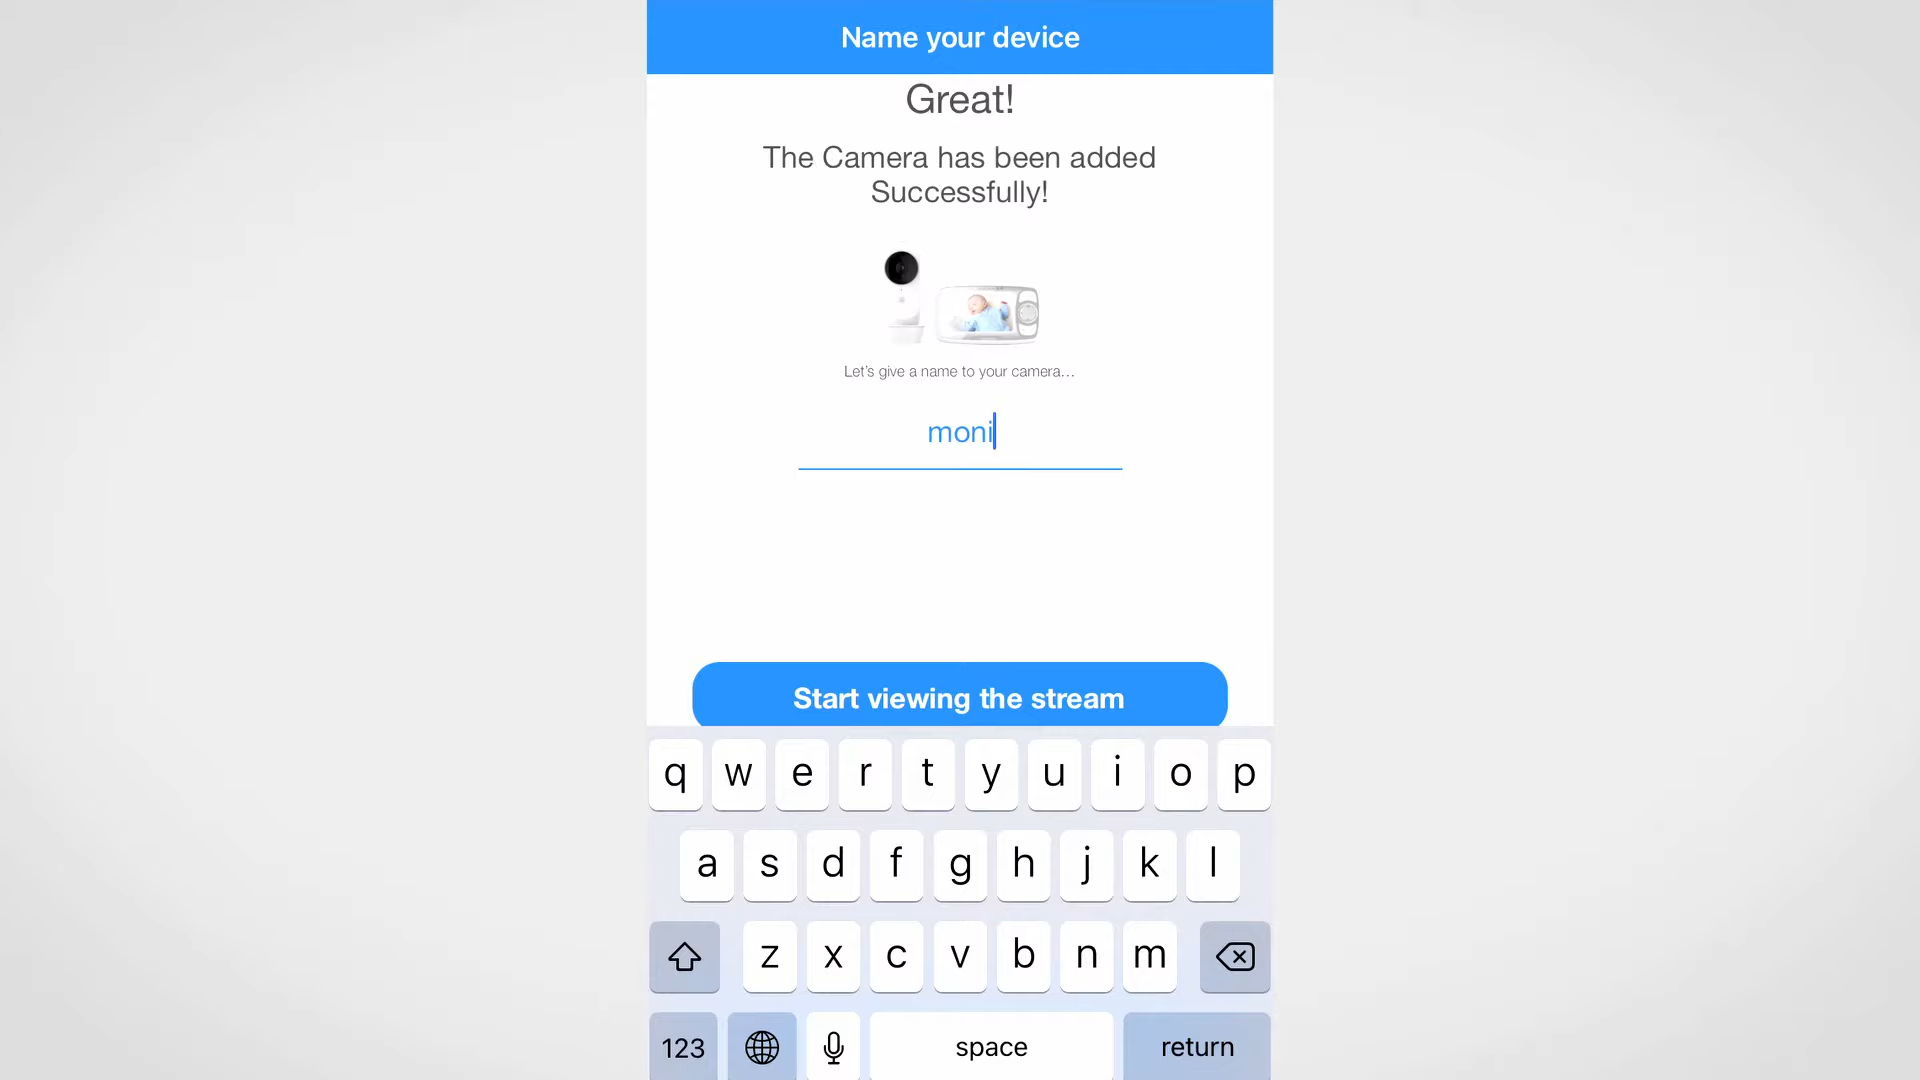 Name your device
Great!
The Camera has been added
Successfully!
Let's give a name to your camera...
moni
Start viewing the stream
q w e r t y u i o p
a s d f g h j k l
z x c v b n m
123 space return